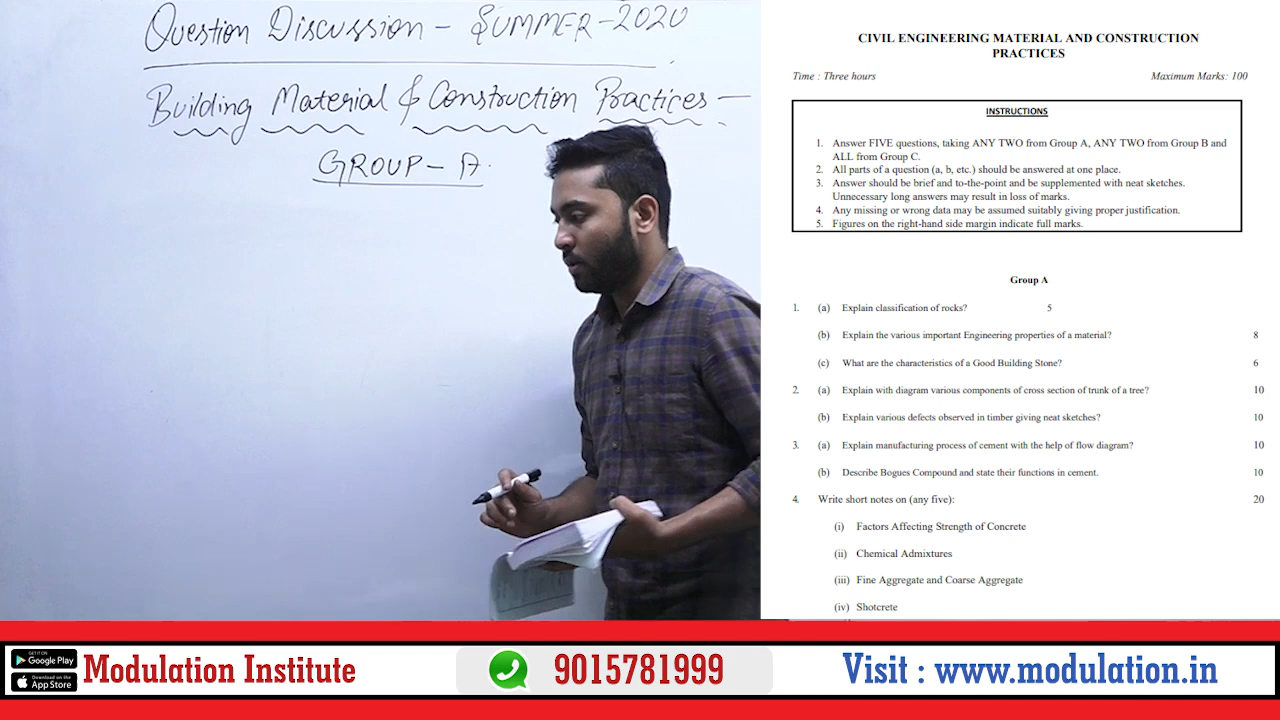 Question Discussion - SUMMER-2020
Building Material & Construction Practices -
GROUP - A.
CIVIL ENGINEERING MATERIAL AND CONSTRUCTION
PRACTICES
Time : Three hours Maximum Marks: 100
INSTRUCTIONS
1. Answer FIVE questions, taking ANY TWO from Group A, ANY TWO from Group B and
ALL from Group C.
2. All parts of a question (a, b, etc.) should be answered at one place.
3. Answer should be brief and to-the-point and be supplemented with neat sketches.
Unnecessary long answers may result in loss of marks.
4. Any missing or wrong data may be assumed suitably giving proper justification.
5. Figures on the right-hand side margin indicate full marks.
Group A
1. (a) Explain classification of rocks? 5
(b) Explain the various important Engineering properties of a material? 8
(c) What are the characteristics of a Good Building Stone? 6
2. (a) Explain with diagram various components of cross section of trunk of a tree? 10
(b) Explain various defects observed in timber giving neat sketches? 10
3. (a) Explain manufacturing process of cement with the help of flow diagram? 10
(b) Describe Bogues Compound and state their functions in cement. 10
4. Write short notes on (any five): 20
(i) Factors Affecting Strength of Concrete
(ii) Chemical Admixtures
(iii) Fine Aggregate and Coarse Aggregate
(iv) Shotcrete
GET IT ON
Google Play
Download on the
App Store
Modulation Institute
9015781999
Visit : www.modulation.in